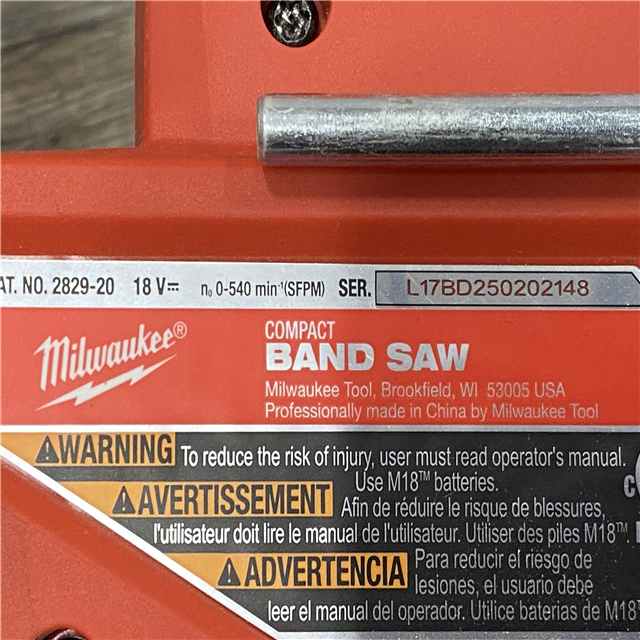 AT. NO. 2829-20 18 V⎓ n₀ 0-540 min⁻¹(SFPM) SER. L17BD250202148
Milwaukee®
COMPACT
BAND SAW
Milwaukee Tool, Brookfield, WI 53005 USA
Professionally made in China by Milwaukee Tool
⚠WARNING To reduce the risk of injury, user must read operator's manual.
Use M18™ batteries.
⚠AVERTISSEMENT Afin de réduire le risque de blessures,
l'utilisateur doit lire le manuel de l'utilisateur. Utiliser des piles M18™.
⚠ADVERTENCIA Para reducir el riesgo de
lesiones, el usuario debe
leer el manual del operador. Utilice baterías de M18™